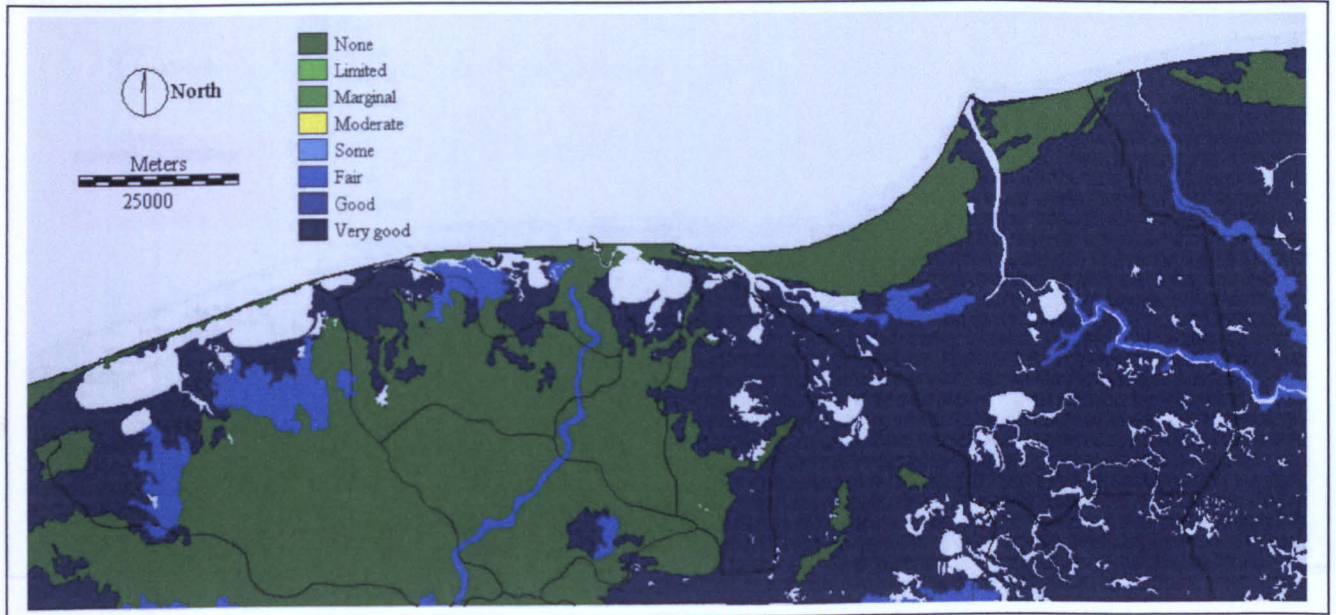 None
Limited
Marginal
Moderate
Some
Fair
Good
Very good
North
Meters
25000